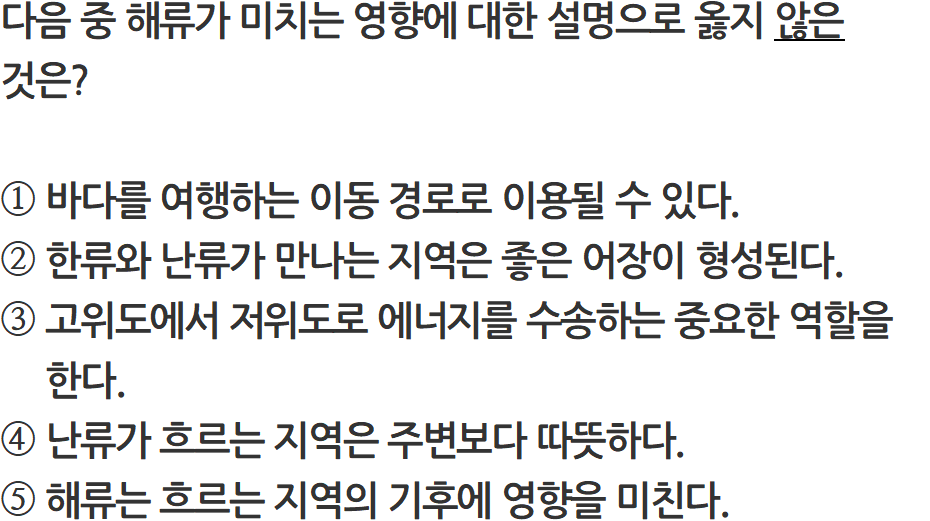 다음 중 해류가 미치는 영향에 대한 설명으로 옳지 않은
것은?
① 바다를 여행하는 이동 경로로 이용될 수 있다.
② 한류와 난류가 만나는 지역은 좋은 어장이 형성된다.
③ 고위도에서 저위도로 에너지를 수송하는 중요한 역할을
한다.
④ 난류가 흐르는 지역은 주변보다 따뜻하다.
⑤ 해류는 흐르는 지역의 기후에 영향을 미친다.